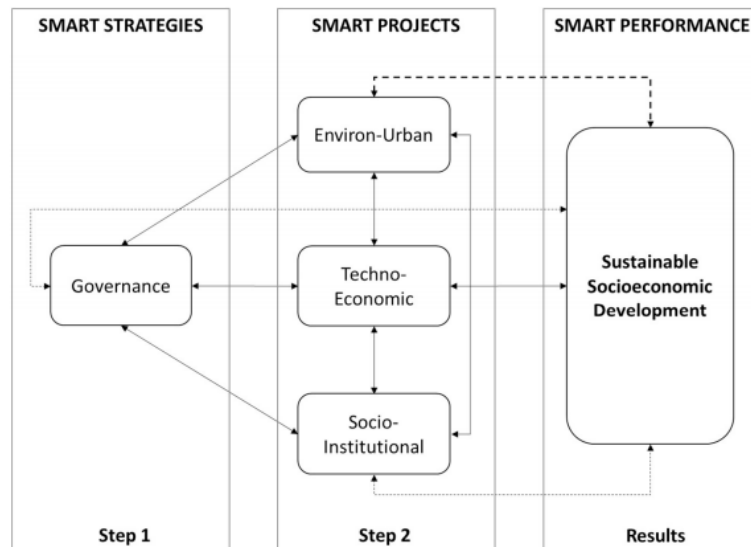 SMART STRATEGIES
SMART PROJECTS
SMART PERFORMANCE
Environ-Urban
Governance
Techno-
Economic
Sustainable
Socioeconomic
Development
Socio-
Institutional
Step 1
Step 2
Results